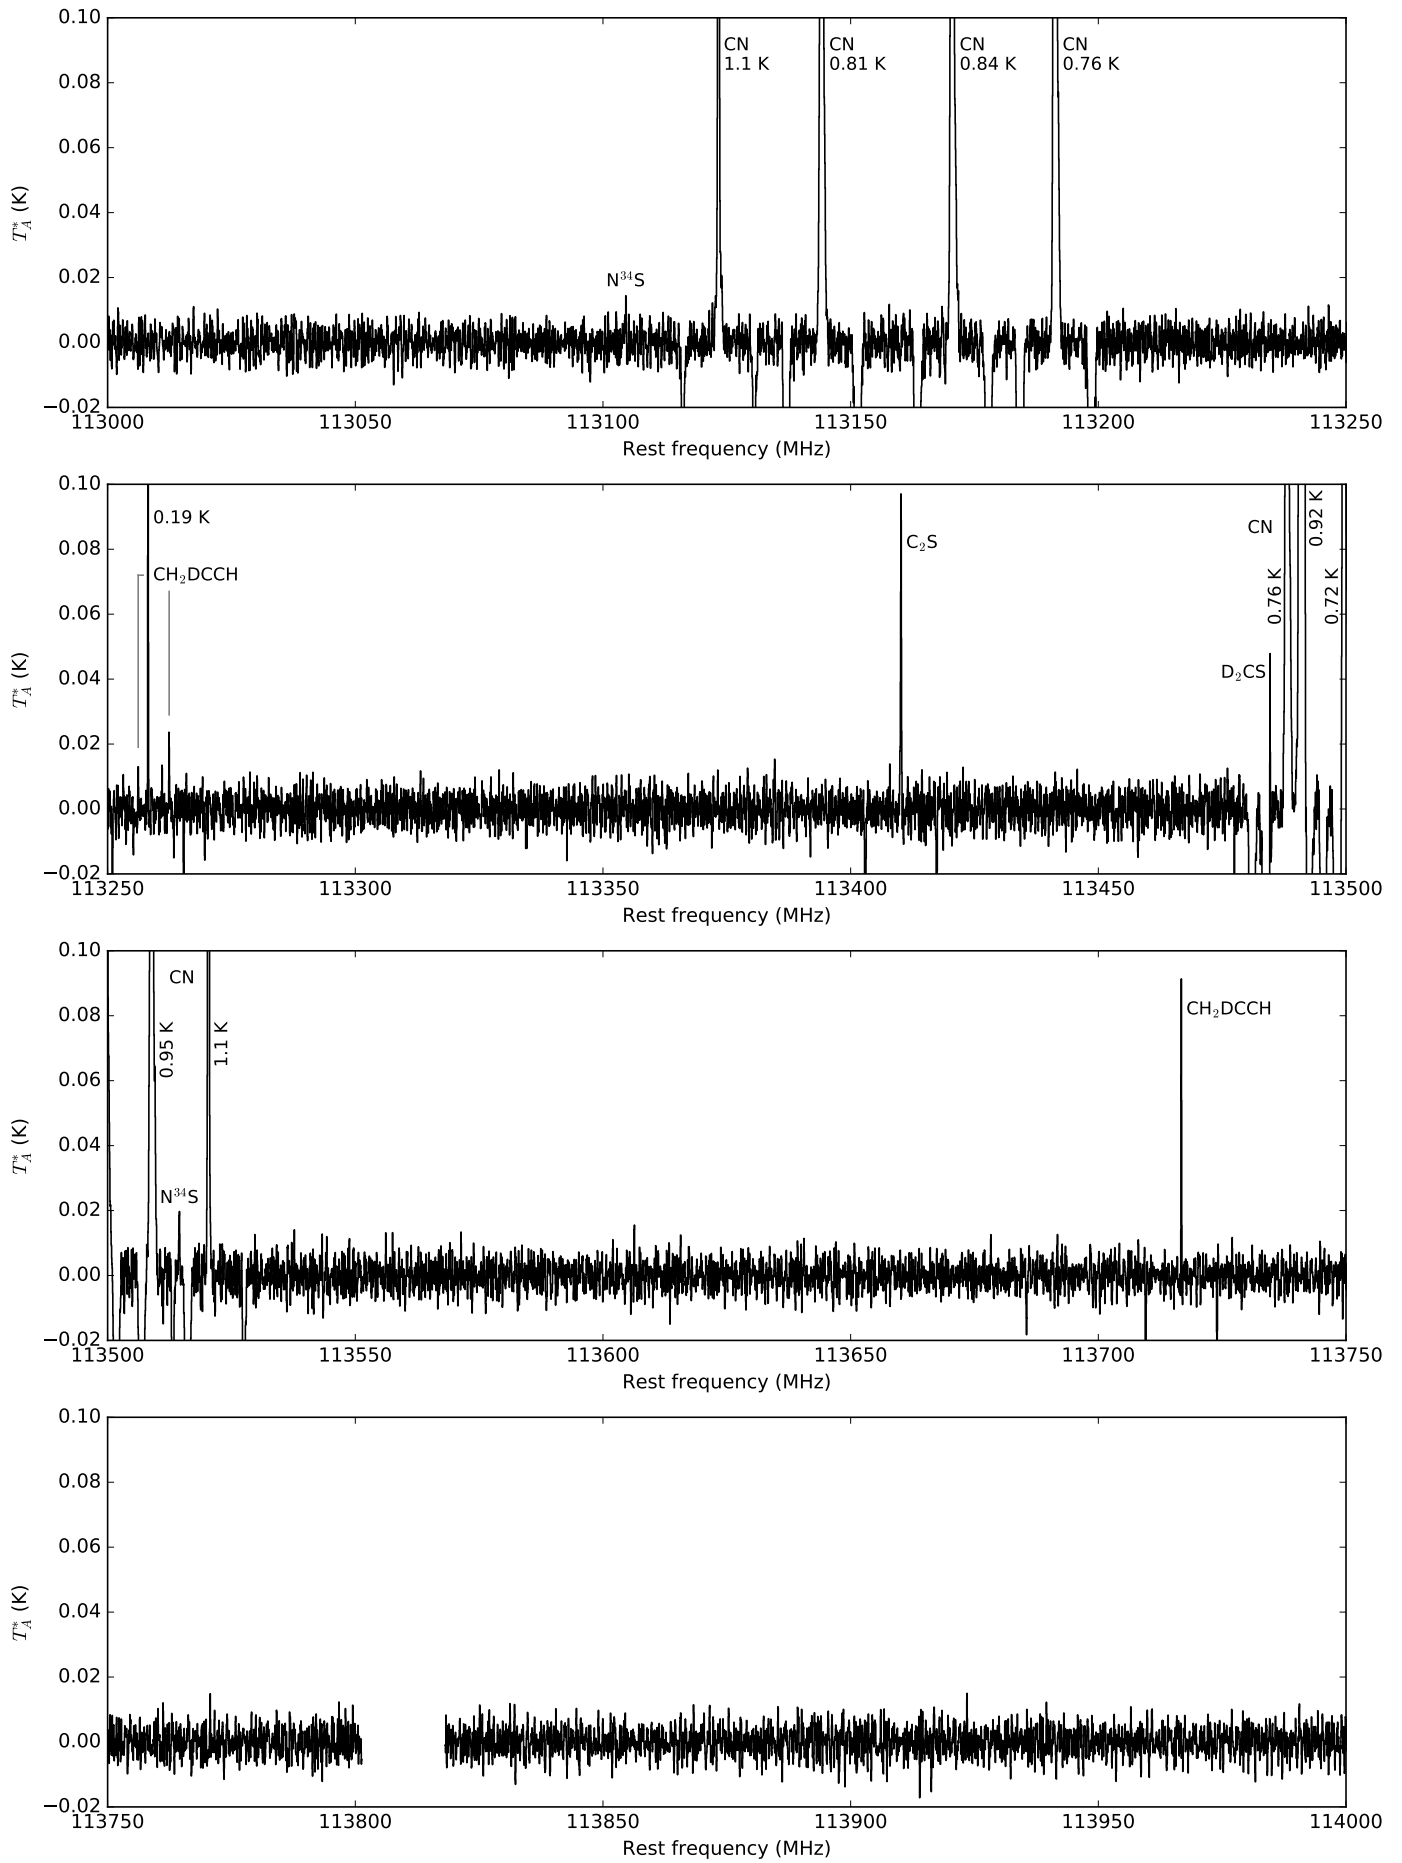 0.10
CN
CN
CN
CN
1.1 K
0.81 K
0.84 K
0.76 K
0.08
0.06
T*A (K)
0.04
N34S
0.02
0.00
−0.02
113000
113050
113100
113150
113200
113250
Rest frequency (MHz)
0.10
0.19 K
0.92 K
CN
C2S
0.08
CH2DCCH
0.76 K
0.72 K
0.06
T*A (K)
D2CS
0.04
0.02
0.00
−0.02
113250
113300
113350
113400
113450
113500
Rest frequency (MHz)
0.10
CN
CH2DCCH
0.08
0.95 K
1.1 K
0.06
T*A (K)
0.04
N34S
0.02
0.00
−0.02
113500
113550
113600
113650
113700
113750
Rest frequency (MHz)
0.10
0.08
0.06
T*A (K)
0.04
0.02
0.00
−0.02
113750
113800
113850
113900
113950
114000
Rest frequency (MHz)